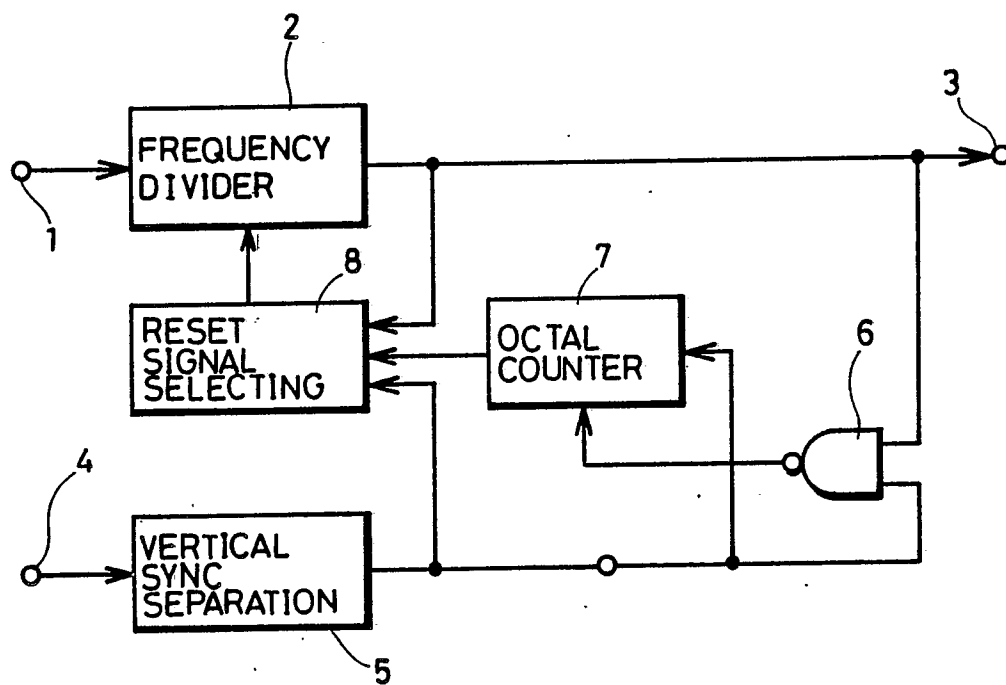 2
3
FREQUENCY
DIVIDER
1
8
7
RESET
SIGNAL
SELECTING
OCTAL
COUNTER
6
4
VERTICAL
SYNC
SEPARATION
5